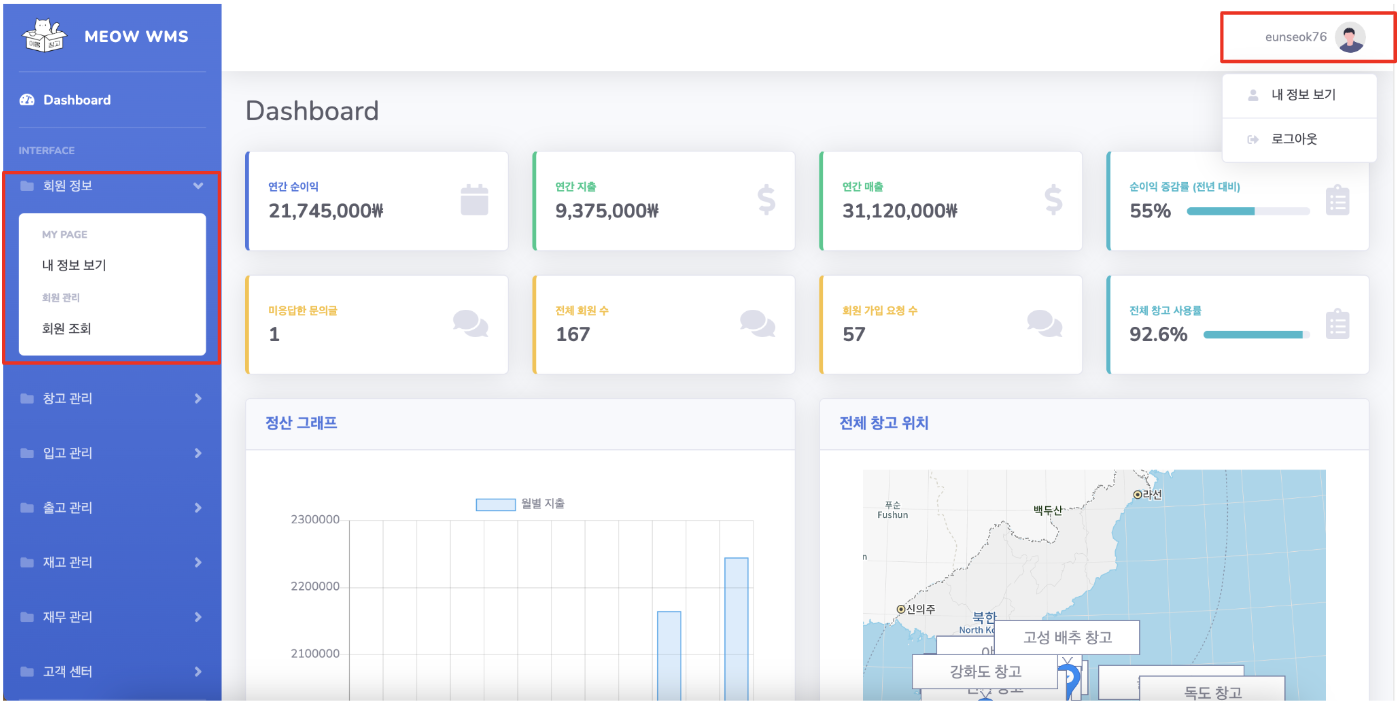 MEOW WMS
eunseok76
Dashboard
내 정보 보기
로그아웃
INTERFACE
회원 정보
MY PAGE
내 정보 보기
회원 관리
회원 조회
창고 관리
입고 관리
출고 관리
재고 관리
재무 관리
고객 센터
Dashboard
연간 순이익
21,745,000₩
연간 지출
9,375,000₩
연간 매출
31,120,000₩
순이익 증감률 (전년 대비)
55%
미응답한 문의글
1
전체 회원 수
167
회원 가입 요청 수
57
전체 창고 사용률
92.6%
정산 그래프
월별 지출
2300000
2200000
2100000
전체 창고 위치
푸순
Fushun
백두산
라선
신의주
북한
North
고성 배추 창고
강화도 창고
독도 창고